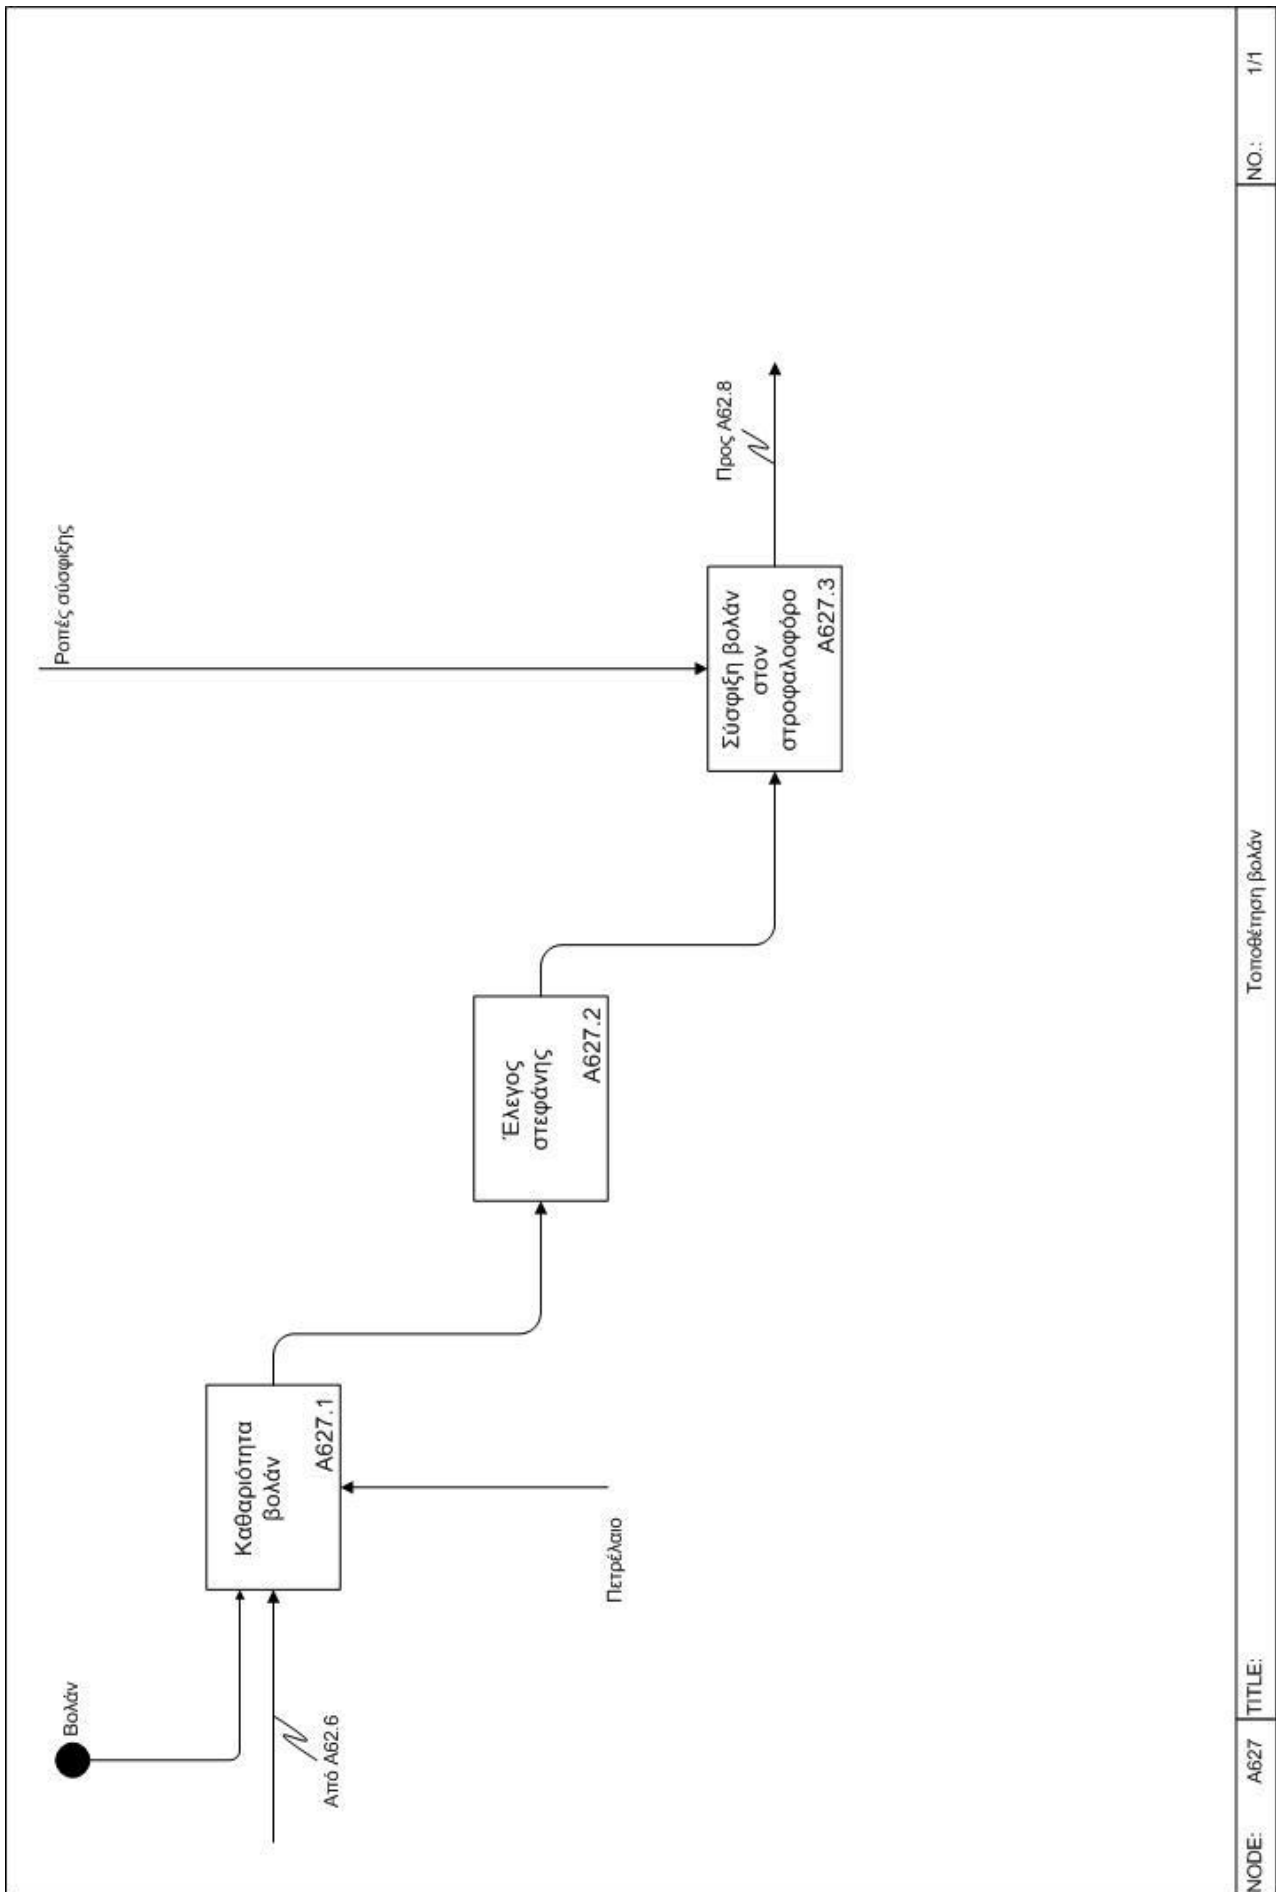 Βολάν
Ροπές σύσφιξης
Από A62.6
Καθαριότητα
βολάν
A627.1
Πετρέλαιο
Έλεγος
στεφάνης
A627.2
Σύσφιξη βολάν
στον
στροφαλοφόρο
A627.3
Προς A62.8
NODE: A627
TITLE: Τοποθέτηση βολάν
NO.: 1/1